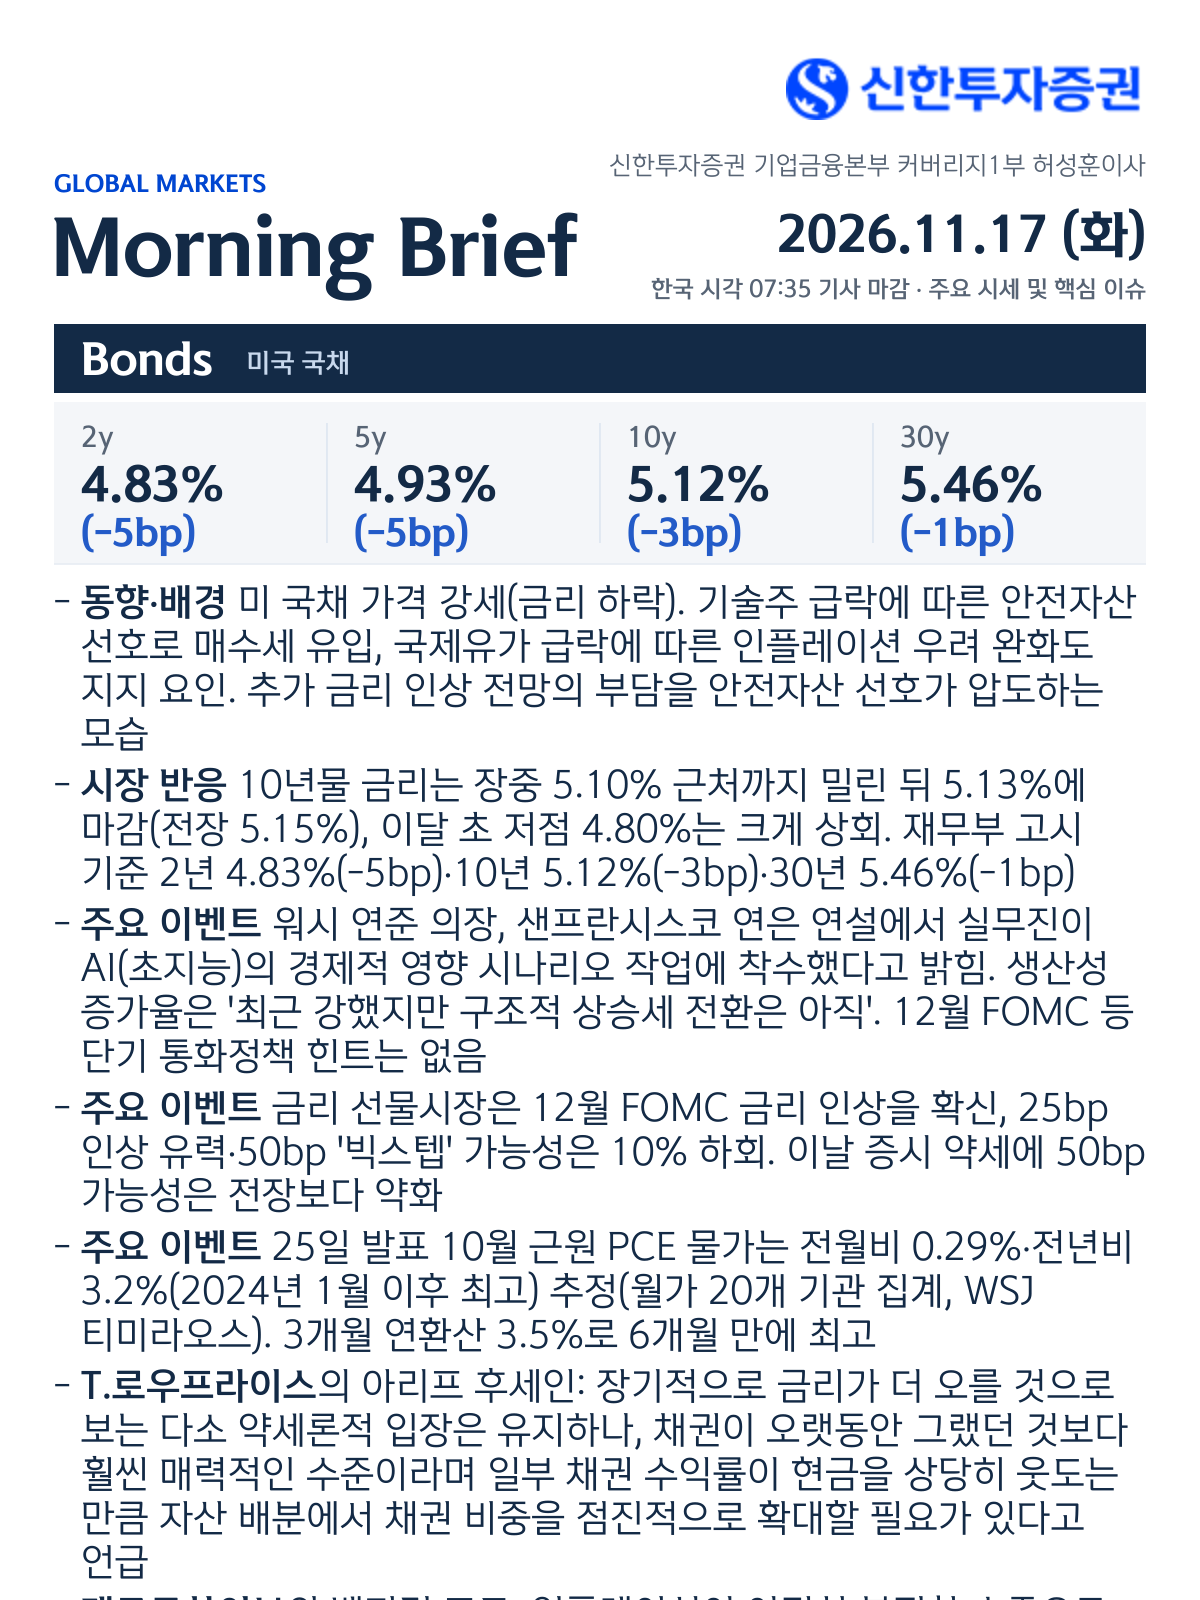 신한투자증권
신한투자증권 기업금융본부 커버리지1부 허성훈이사
GLOBAL MARKETS
Morning Brief
2026.11.17 (화)
한국 시각 07:35 기사 마감 · 주요 시세 및 핵심 이슈
Bonds 미국 국채
2y 5y 10y 30y
4.83% 4.93% 5.12% 5.46%
(-5bp) (-5bp) (-3bp) (-1bp)
- 동향·배경 미 국채 가격 강세(금리 하락). 기술주 급락에 따른 안전자산
선호로 매수세 유입, 국제유가 급락에 따른 인플레이션 우려 완화도
지지 요인. 추가 금리 인상 전망의 부담을 안전자산 선호가 압도하는
모습
- 시장 반응 10년물 금리는 장중 5.10% 근처까지 밀린 뒤 5.13%에
마감(전장 5.15%), 이달 초 저점 4.80%는 크게 상회. 재무부 고시
기준 2년 4.83%(-5bp)·10년 5.12%(-3bp)·30년 5.46%(-1bp)
- 주요 이벤트 워시 연준 의장, 샌프란시스코 연은 연설에서 실무진이
AI(초지능)의 경제적 영향 시나리오 작업에 착수했다고 밝힘. 생산성
증가율은 '최근 강했지만 구조적 상승세 전환은 아직'. 12월 FOMC 등
단기 통화정책 힌트는 없음
- 주요 이벤트 금리 선물시장은 12월 FOMC 금리 인상을 확신, 25bp
인상 유력·50bp '빅스텝' 가능성은 10% 하회. 이날 증시 약세에 50bp
가능성은 전장보다 약화
- 주요 이벤트 25일 발표 10월 근원 PCE 물가는 전월비 0.29%·전년비
3.2%(2024년 1월 이후 최고) 추정(월가 20개 기관 집계, WSJ
티미라오스). 3개월 연환산 3.5%로 6개월 만에 최고
- T.로우프라이스의 아리프 후세인: 장기적으로 금리가 더 오를 것으로
보는 다소 약세론적 입장은 유지하나, 채권이 오랫동안 그랬던 것보다
훨씬 매력적인 수준이라며 일부 채권 수익률이 현금을 상당히 웃도는
만큼 자산 배분에서 채권 비중을 점진적으로 확대할 필요가 있다고
언급